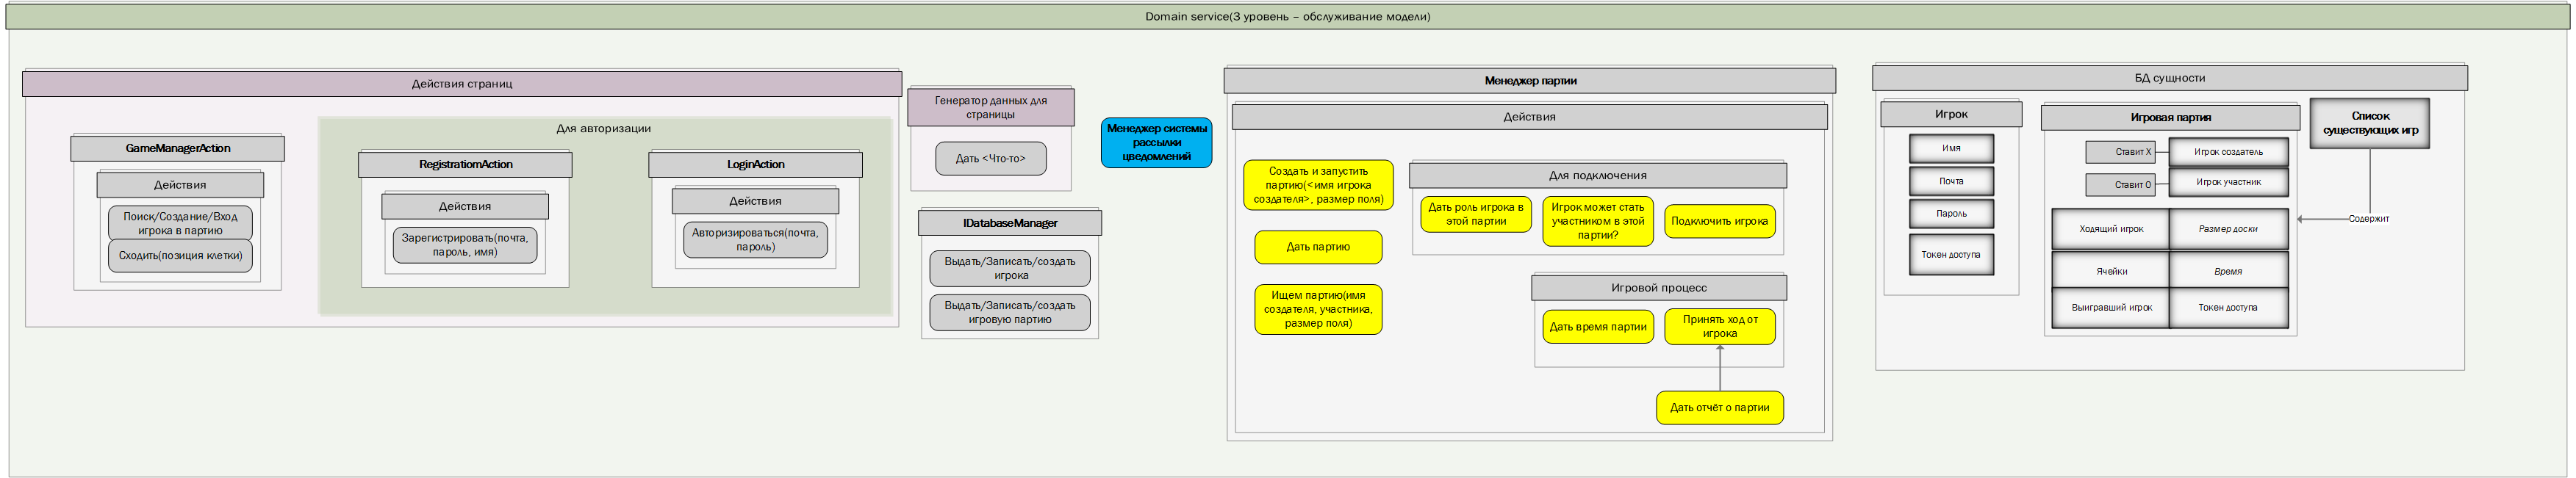 Domain service(3 уровень – обслуживание модели)
Действия страниц
GameManagerAction
Действия
Поиск/Создание/Вход
игрока в партию
Сходить(позиция клетки)
Для авторизации
RegistratiomAction
Действия
Зарегистрировать(почта,
пароль, имя)
LoginAction
Действия
Авторизироваться(почта,
пароль)
Генератор данных для
страницы
Дать <Что-то>
IDatabaseManager
Выдать/Записать/создать
игрока
Выдать/Записать/создать
игровую партию
Менеджер системы
рассылки
цведомлений
Менеджер партии
Действия
Создать и запустить
партию(<имя игрока
создателя>, размер поля)
Дать партию
Ищем партию(имя
создателя, участника,
размер поля)
Для подключения
Дать роль игрока в
этой партии
Игрок может стать
участником в этой
партии?
Подключить игрока
Игровой процесс
Дать время партии
Принять ход от
игрока
Дать отчёт о партии
БД сущности
Игрок
Имя
Почта
Пароль
Токен доступа
Игровая партия
Ставит X
Игрок создатель
Ставит O
Игрок участник
Ходящий игрок
Размер доски
Ячейки
Время
Выигравший игрок
Токен доступа
Список
существующих игр
Содержит